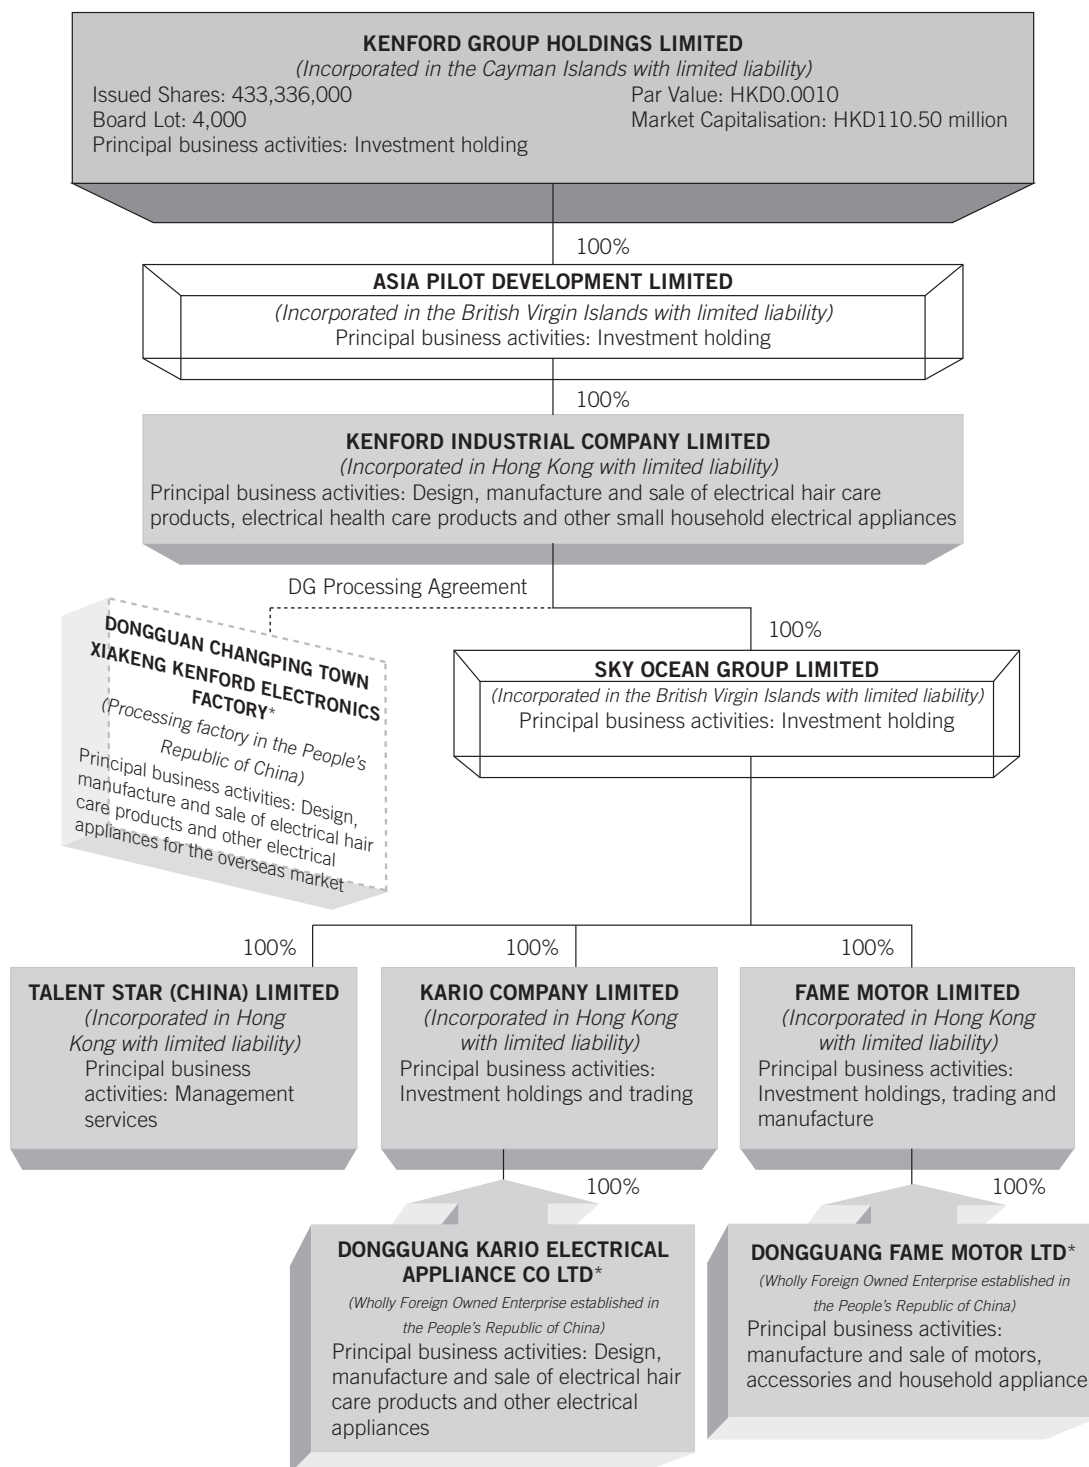 KENFORD GROUP HOLDINGS LIMITED
(Incorporated in the Cayman Islands with limited liability)
Issued Shares: 433,336,000
Par Value: HKD0.0010
Board Lot: 4,000
Market Capitalisation: HKD110.50 million
Principal business activities: Investment holding
100%
ASIA PILOT DEVELOPMENT LIMITED
(Incorporated in the British Virgin Islands with limited liability)
Principal business activities: Investment holding
100%
KENFORD INDUSTRIAL COMPANY LIMITED
(Incorporated in Hong Kong with limited liability)
Principal business activities: Design, manufacture and sale of electrical hair care
products, electrical health care products and other small household electrical appliances
DG Processing Agreement
DONGGUAN CHANGPING TOWN
XIAKENG KENFORD ELECTRONICS
FACTORY*
(Processing factory in the People's
Republic of China)
Principal business activities: Design,
manufacture and sale of electrical hair
care products and other electrical
appliances for the overseas market
100%
SKY OCEAN GROUP LIMITED
(Incorporated in the British Virgin Islands with limited liability)
Principal business activities: Investment holding
100%
TALENT STAR (CHINA) LIMITED
(Incorporated in Hong
Kong with limited liability)
Principal business
activities: Management
services
100%
KARIO COMPANY LIMITED
(Incorporated in Hong Kong
with limited liability)
Principal business activities:
Investment holdings and trading
100%
FAME MOTOR LIMITED
(Incorporated in Hong Kong
with limited liability)
Principal business activities:
Investment holdings, trading and
manufacture
100%
DONGGUANG KARIO ELECTRICAL
APPLIANCE CO LTD*
(Wholly Foreign Owned Enterprise established in
the People's Republic of China)
Principal business activities: Design,
manufacture and sale of electrical hair
care products and other electrical
appliances
100%
DONGGUANG FAME MOTOR LTD*
(Wholly Foreign Owned Enterprise established in
the People's Republic of China)
Principal business activities:
manufacture and sale of motors,
accessories and household appliance